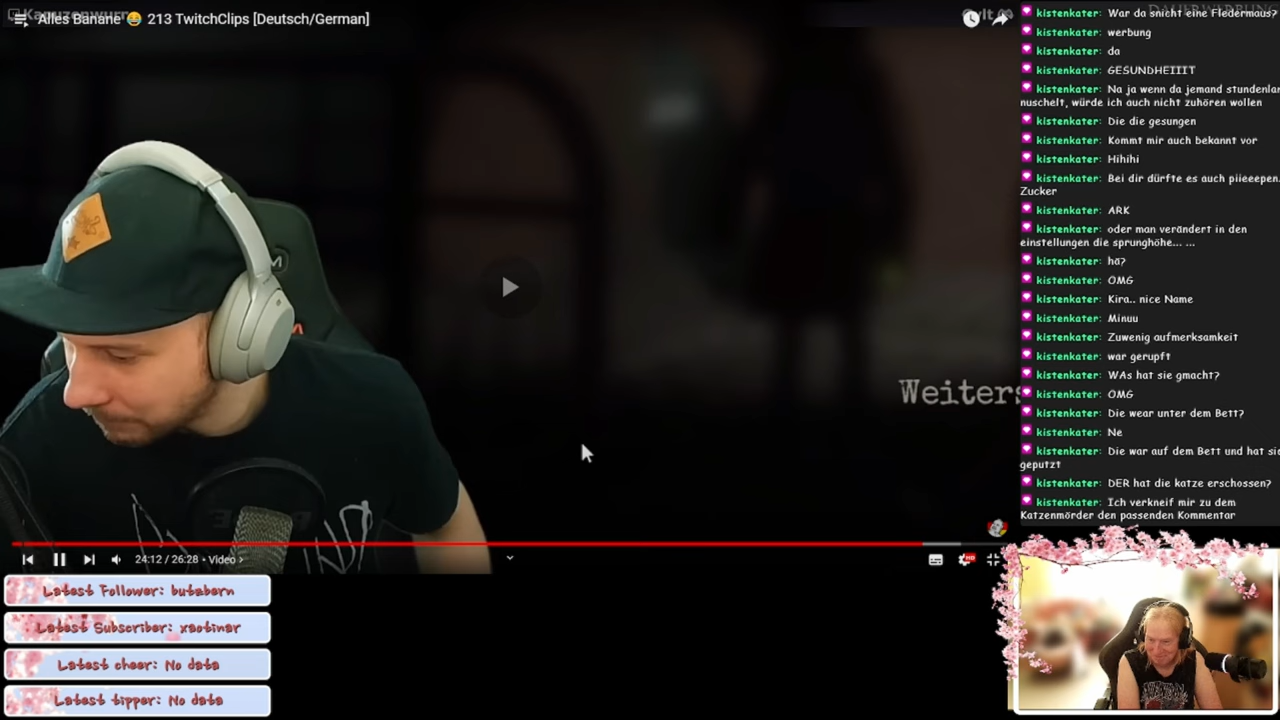 Alles Banane 😂 213 TwitchClips [Deutsch/German]
Weiters
24:12 / 26:28 • Video ›
HD
Latest Follower: butabern
Latest Subscriber: xaotinar
Latest cheer: No data
Latest tipper: No data
kistenkater: War da snicht eine Fledermaus?
kistenkater: werbung
kistenkater: da
kistenkater: GESUNDHEIIIT
kistenkater: Na ja wenn da jemand stundenlan
nuschelt, würde ich auch nicht zuhören wollen
kistenkater: Die die gesungen
kistenkater: Kommt mir auch bekannt vor
kistenkater: Hihihi
kistenkater: Bei dir dürfte es auch piieeepen.
Zucker
kistenkater: ARK
kistenkater: oder man verändert in den
einstellungen die sprunghöhe... ...
kistenkater: hä?
kistenkater: OMG
kistenkater: Kira.. nice Name
kistenkater: Minuu
kistenkater: Zuwenig aufmerksamkeit
kistenkater: war gerupft
kistenkater: WAs hat sie gmacht?
kistenkater: OMG
kistenkater: Die wear unter dem Bett?
kistenkater: Ne
kistenkater: Die war auf dem Bett und hat sic
geputzt
kistenkater: DER hat die katze erschossen?
kistenkater: Ich verkneif mir zu dem
Katzenmörder den passenden Kommentar